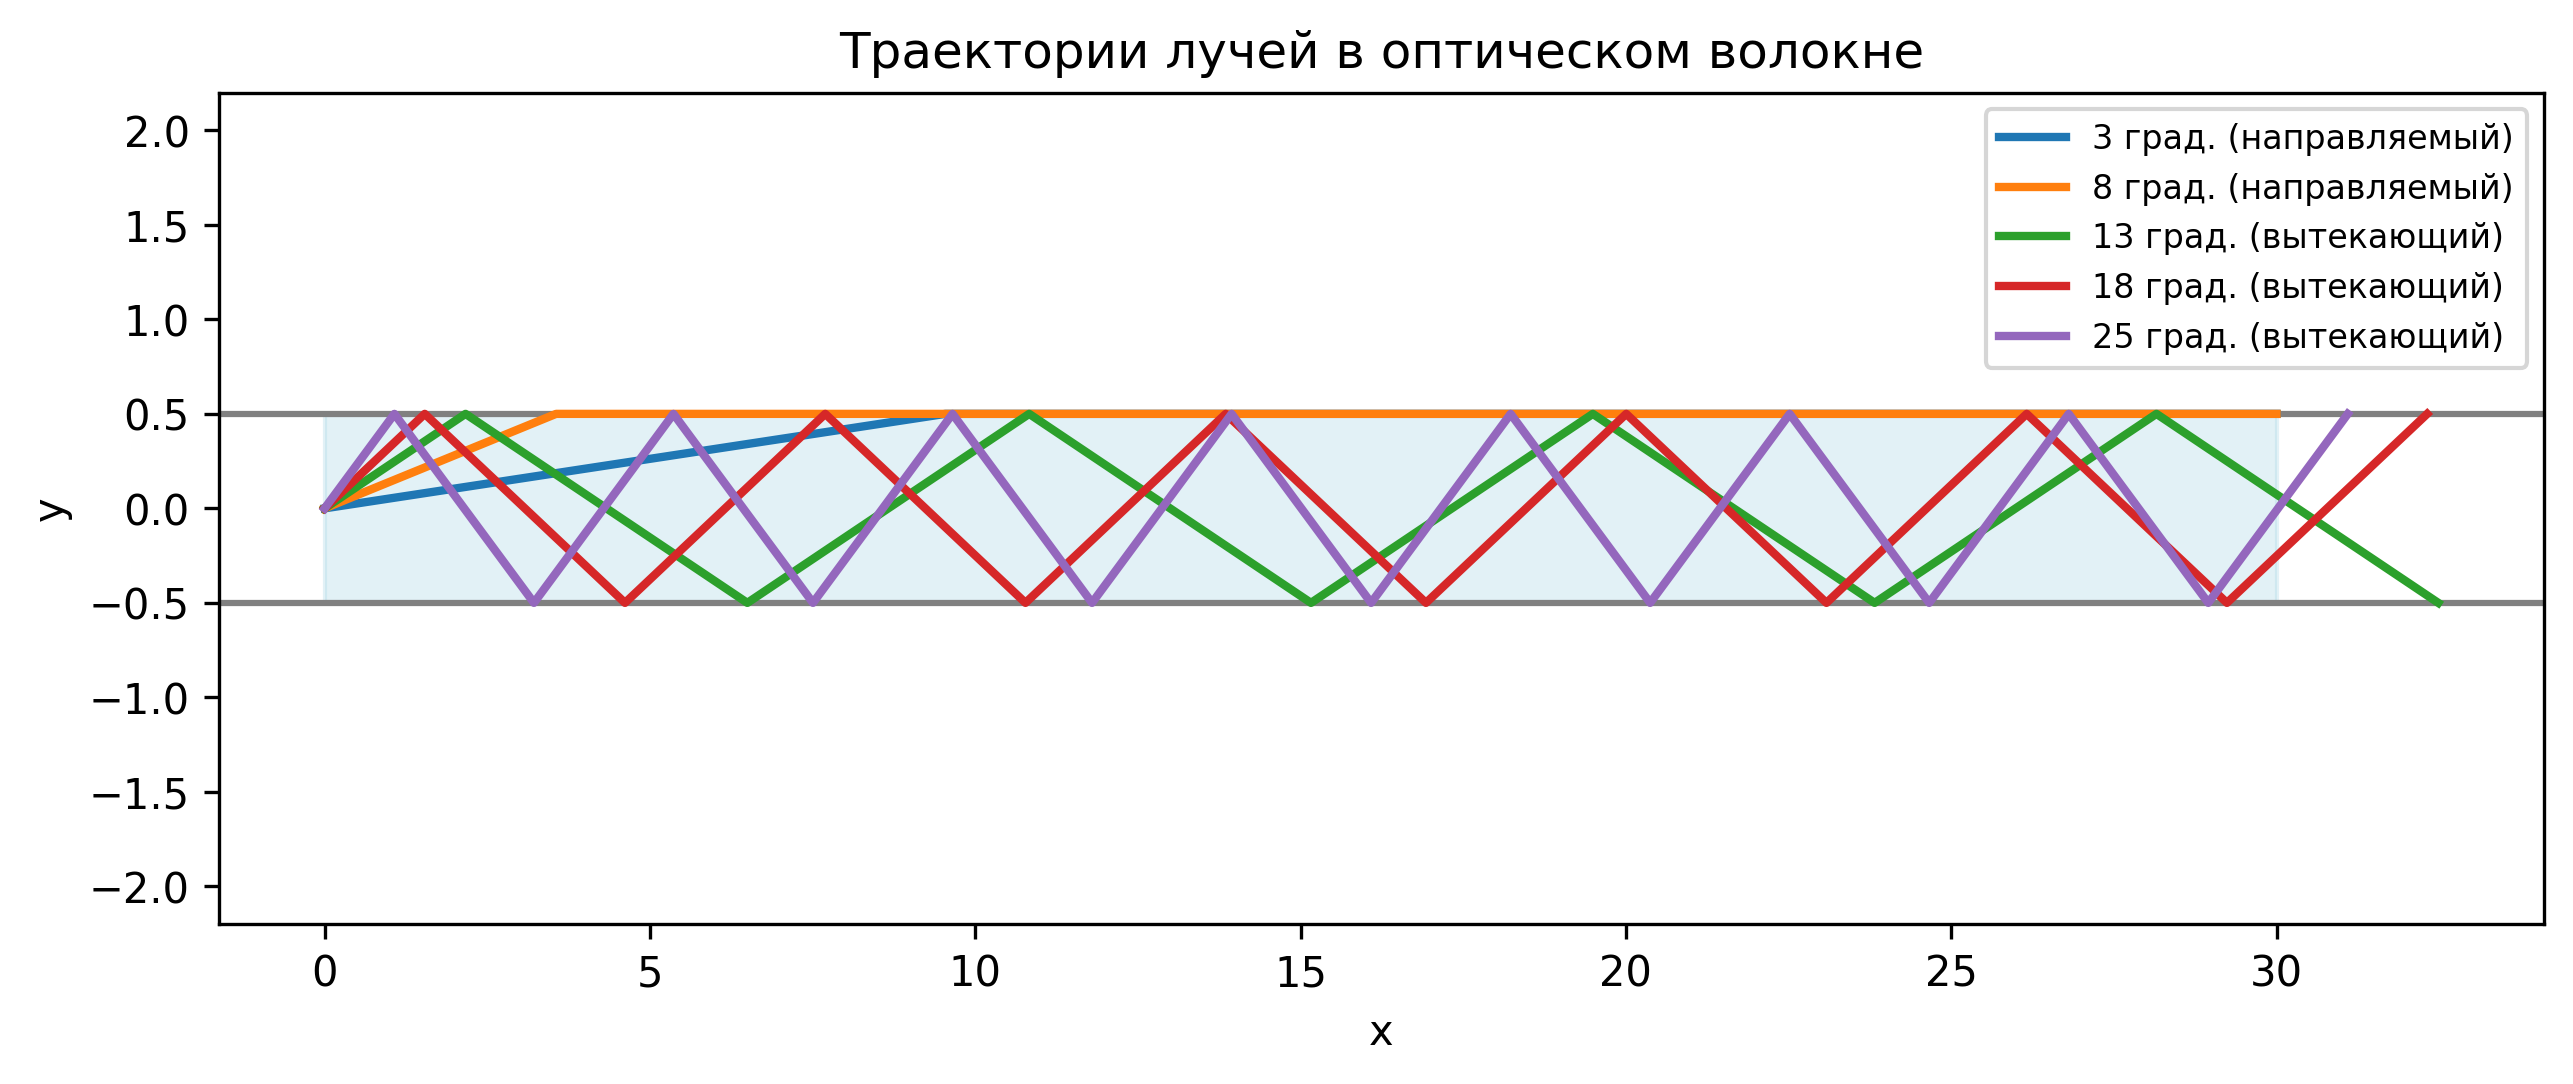 Траектории лучей в оптическом волокне
3 град. (направляемый)
8 град. (направляемый)
13 град. (вытекающий)
18 град. (вытекающий)
25 град. (вытекающий)
y
2.0
1.5
1.0
0.5
0.0
−0.5
−1.0
−1.5
−2.0
0 5 10 15 20 25 30
x